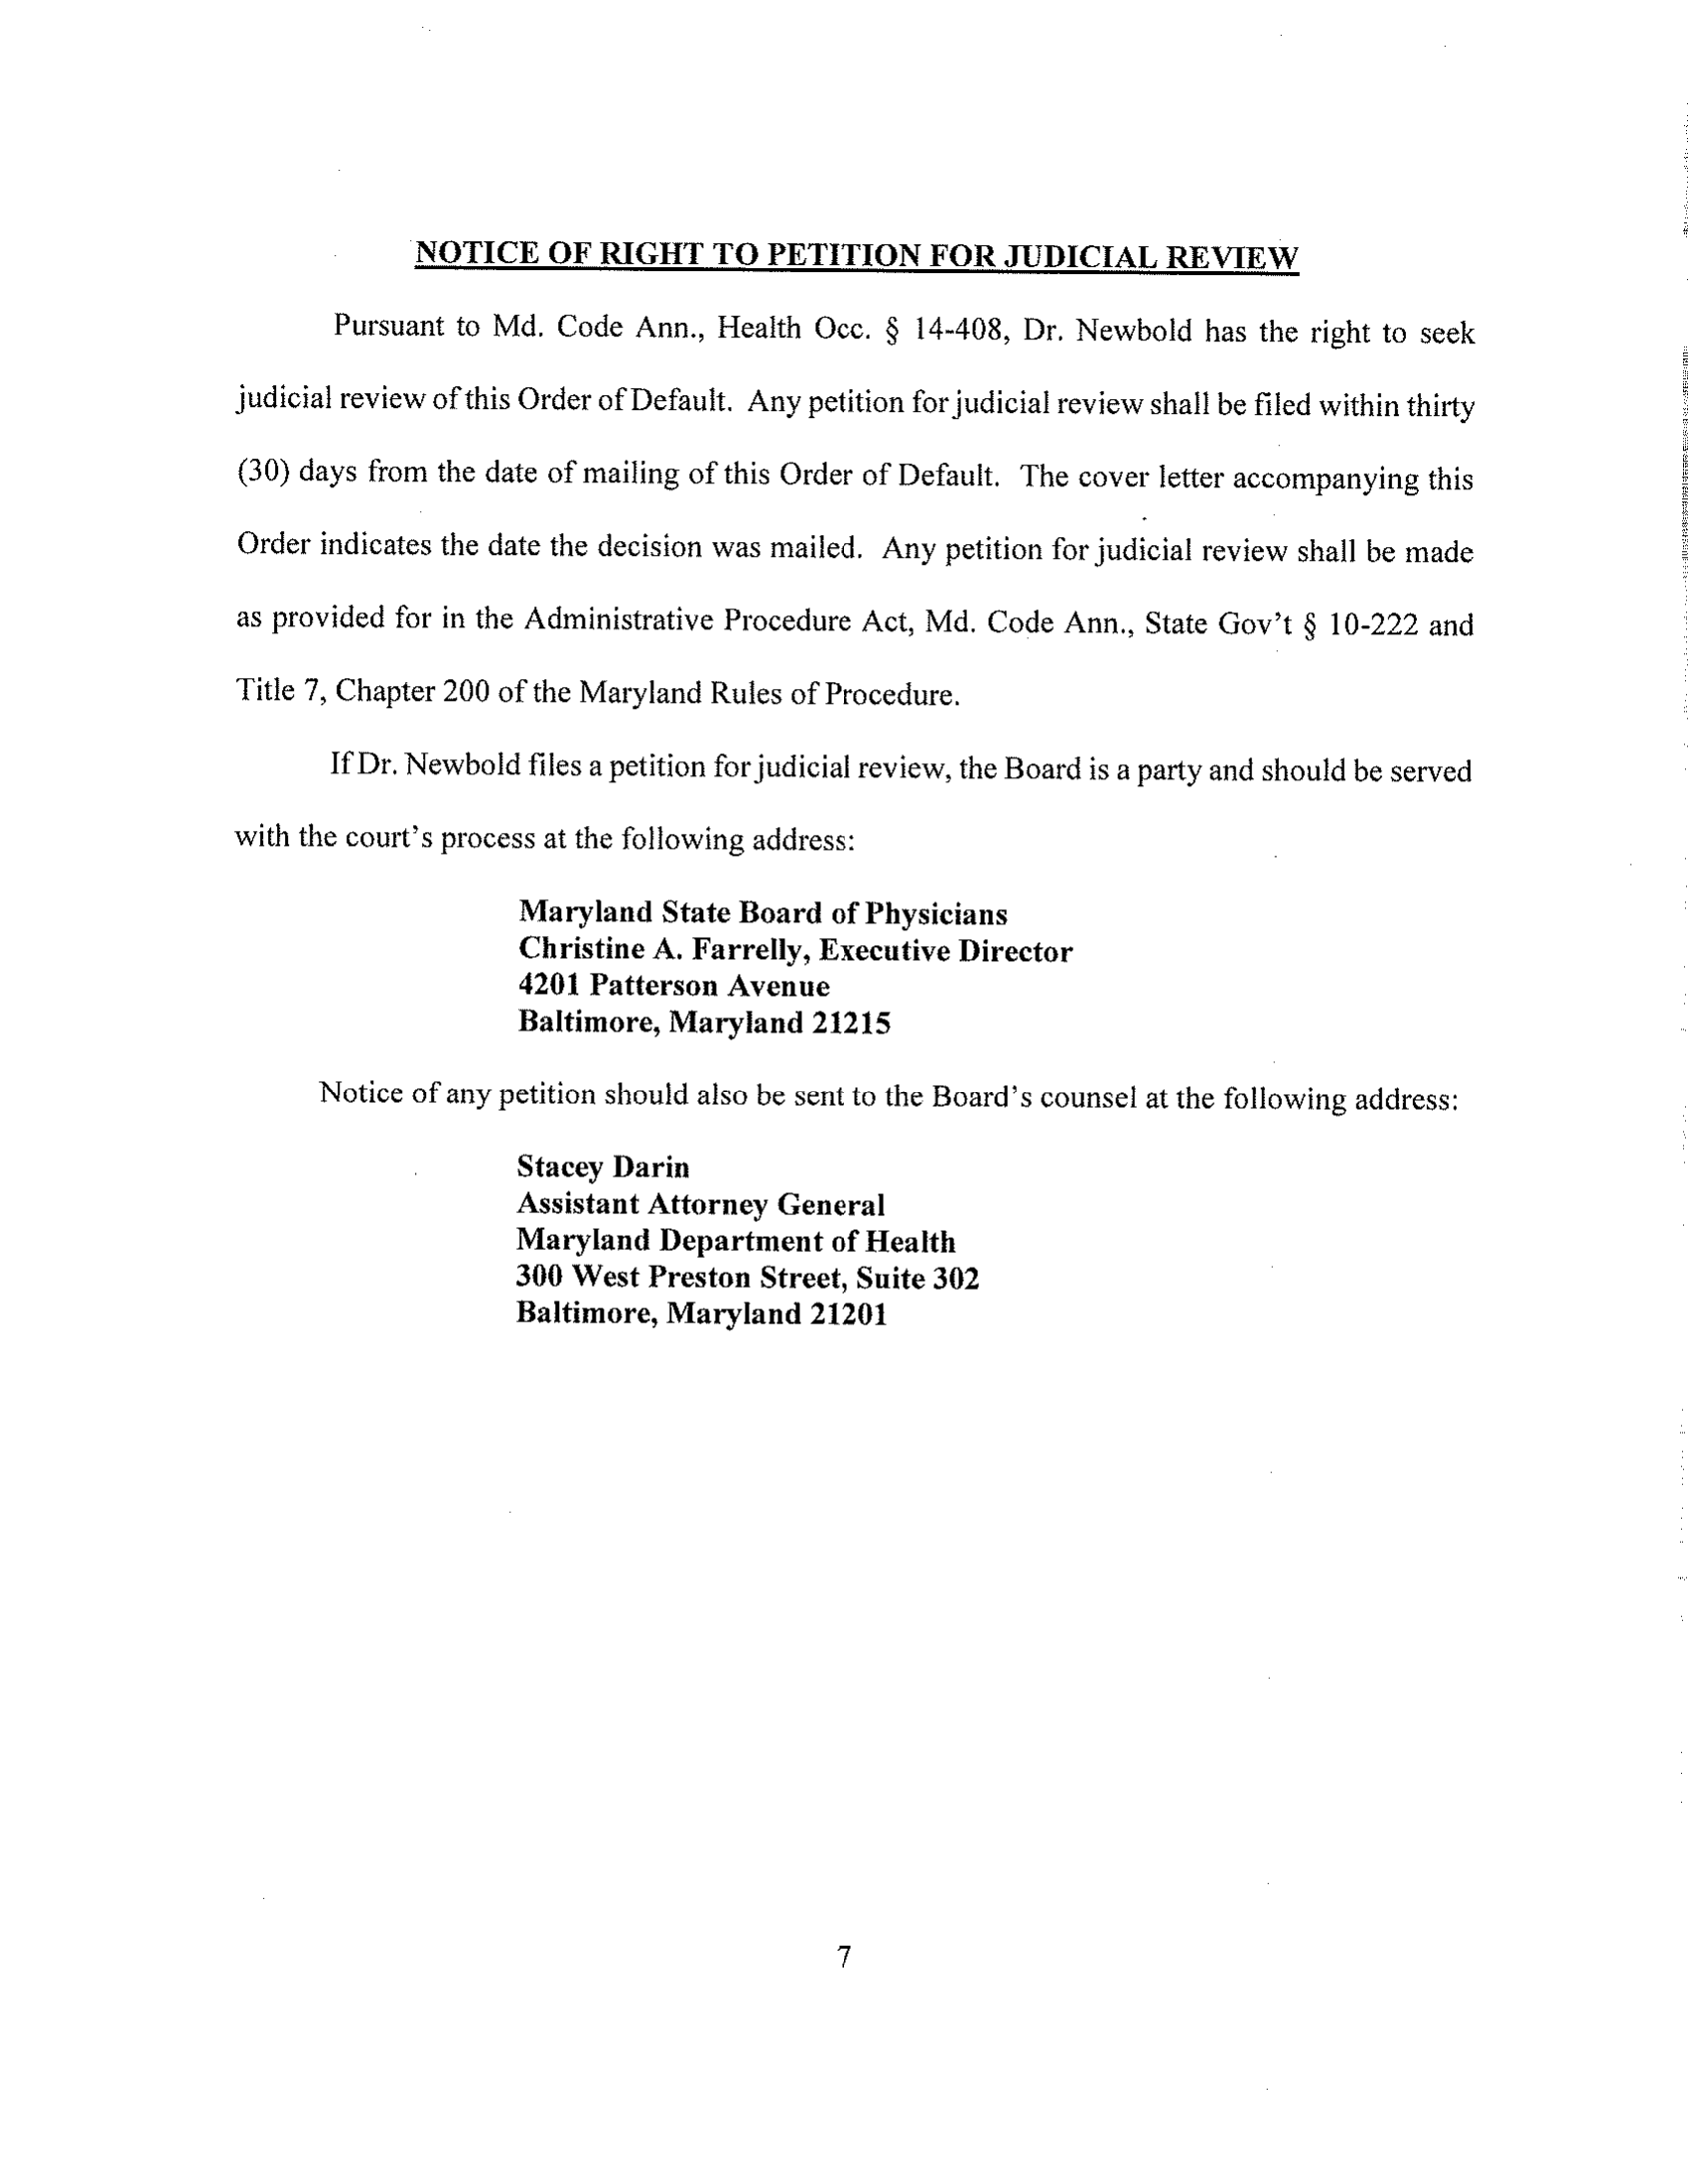 NOTICE OF RIGHT TO PETITION FOR JUDICIAL REVIEW
Pursuant to Md. Code Ann., Health Occ. § 14-408, Dr. Newbold has the right to seek
judicial review of this Order of Default. Any petition for judicial review shall be filed within thirty
(30) days from the date of mailing of this Order of Default. The cover letter accompanying this
Order indicates the date the decision was mailed. Any petition for judicial review shall be made
as provided for in the Administrative Procedure Act, Md. Code Ann., State Gov't § 10-222 and
Title 7, Chapter 200 of the Maryland Rules of Procedure.
If Dr. Newbold files a petition for judicial review, the Board is a party and should be served
with the court's process at the following address:
Maryland State Board of Physicians
Christine A. Farrelly, Executive Director
4201 Patterson Avenue
Baltimore, Maryland 21215
Notice of any petition should also be sent to the Board's counsel at the following address:
Stacey Darin
Assistant Attorney General
Maryland Department of Health
300 West Preston Street, Suite 302
Baltimore, Maryland 21201
7